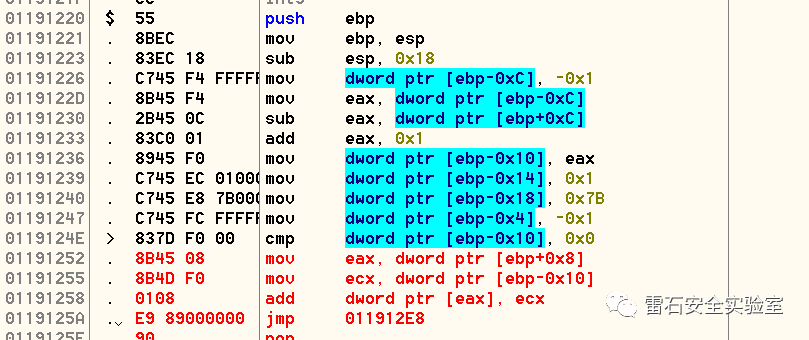 int3
01191220 $ 55 push ebp
01191221 . 8BEC mov ebp, esp
01191223 . 83EC 18 sub esp, 0x18
01191226 . C745 F4 FFFFF mov dword ptr [ebp-0xC], -0x1
0119122D . 8B45 F4 mov eax, dword ptr [ebp-0xC]
01191230 . 2B45 0C sub eax, dword ptr [ebp+0xC]
01191233 . 83C0 01 add eax, 0x1
01191236 . 8945 F0 mov dword ptr [ebp-0x10], eax
01191239 . C745 EC 01000 mov dword ptr [ebp-0x14], 0x1
01191240 . C745 E8 7B000 mov dword ptr [ebp-0x18], 0x7B
01191247 . C745 FC FFFFF mov dword ptr [ebp-0x4], -0x1
0119124E > 837D F0 00 cmp dword ptr [ebp-0x10], 0x0
01191252 . 8B45 08 mov eax, dword ptr [ebp+0x8]
01191255 . 8B4D F0 mov ecx, dword ptr [ebp-0x10]
01191258 . 0108 add dword ptr [eax], ecx
0119125A . E9 89000000 jmp 011912E8
0119125F 90 nop
雷石安全实验室